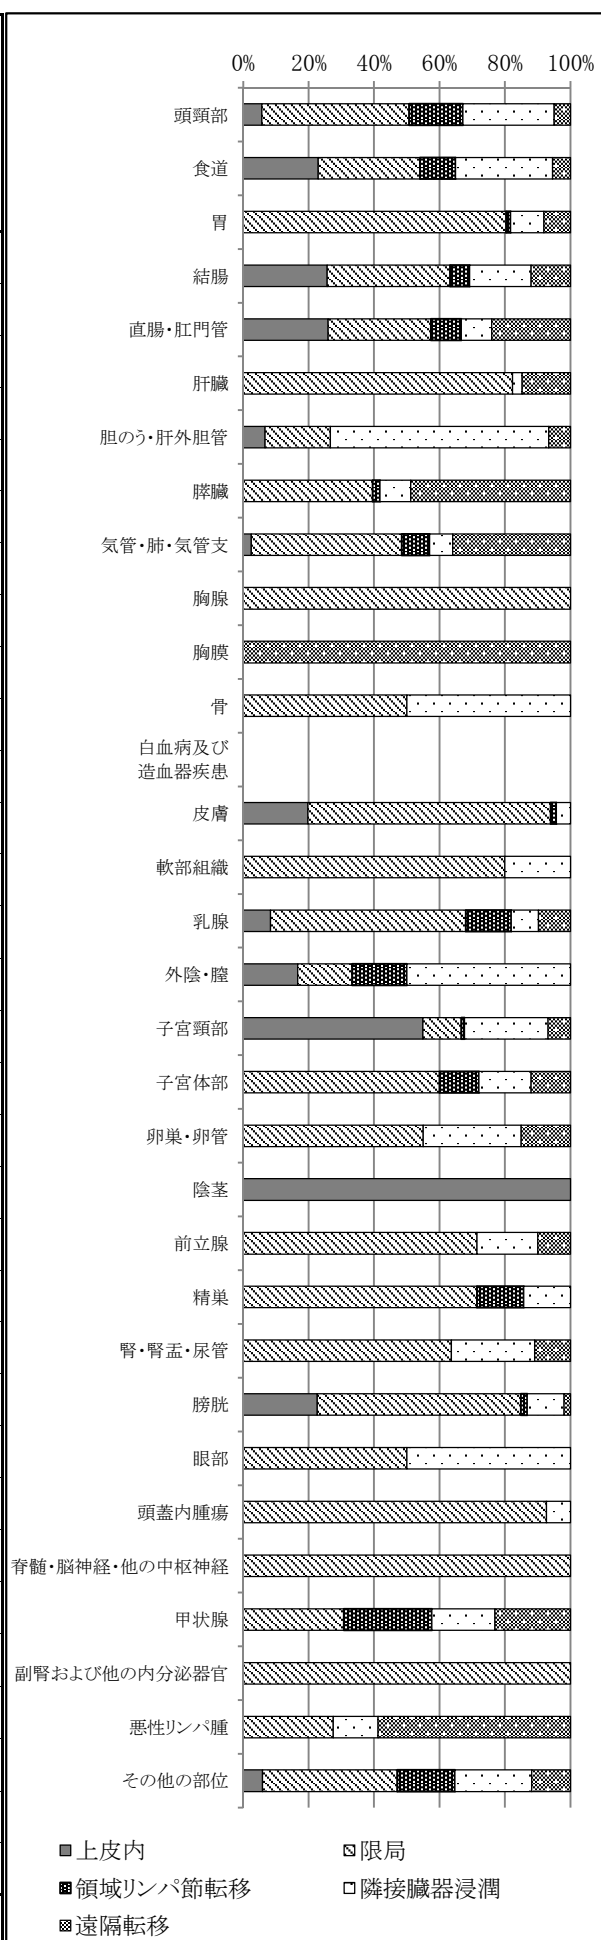 0% 20% 40% 60% 80% 100%
頭頸部
食道
胃
結腸
直腸・肛門管
肝臓
胆のう・肝外胆管
膵臓
気管・肺・気管支
胸腺
胸膜
骨
白血病及び
造血器疾患
皮膚
軟部組織
乳腺
外陰・膣
子宮頸部
子宮体部
卵巣・卵管
陰茎
前立腺
精巣
腎・腎盂・尿管
膀胱
眼部
頭蓋内腫瘍
脊髄・脳神経・他の中枢神経
甲状腺
副腎および他の内分泌器官
悪性リンパ腫
その他の部位
上皮内 限局
領域リンパ節転移 隣接臓器浸潤
遠隔転移